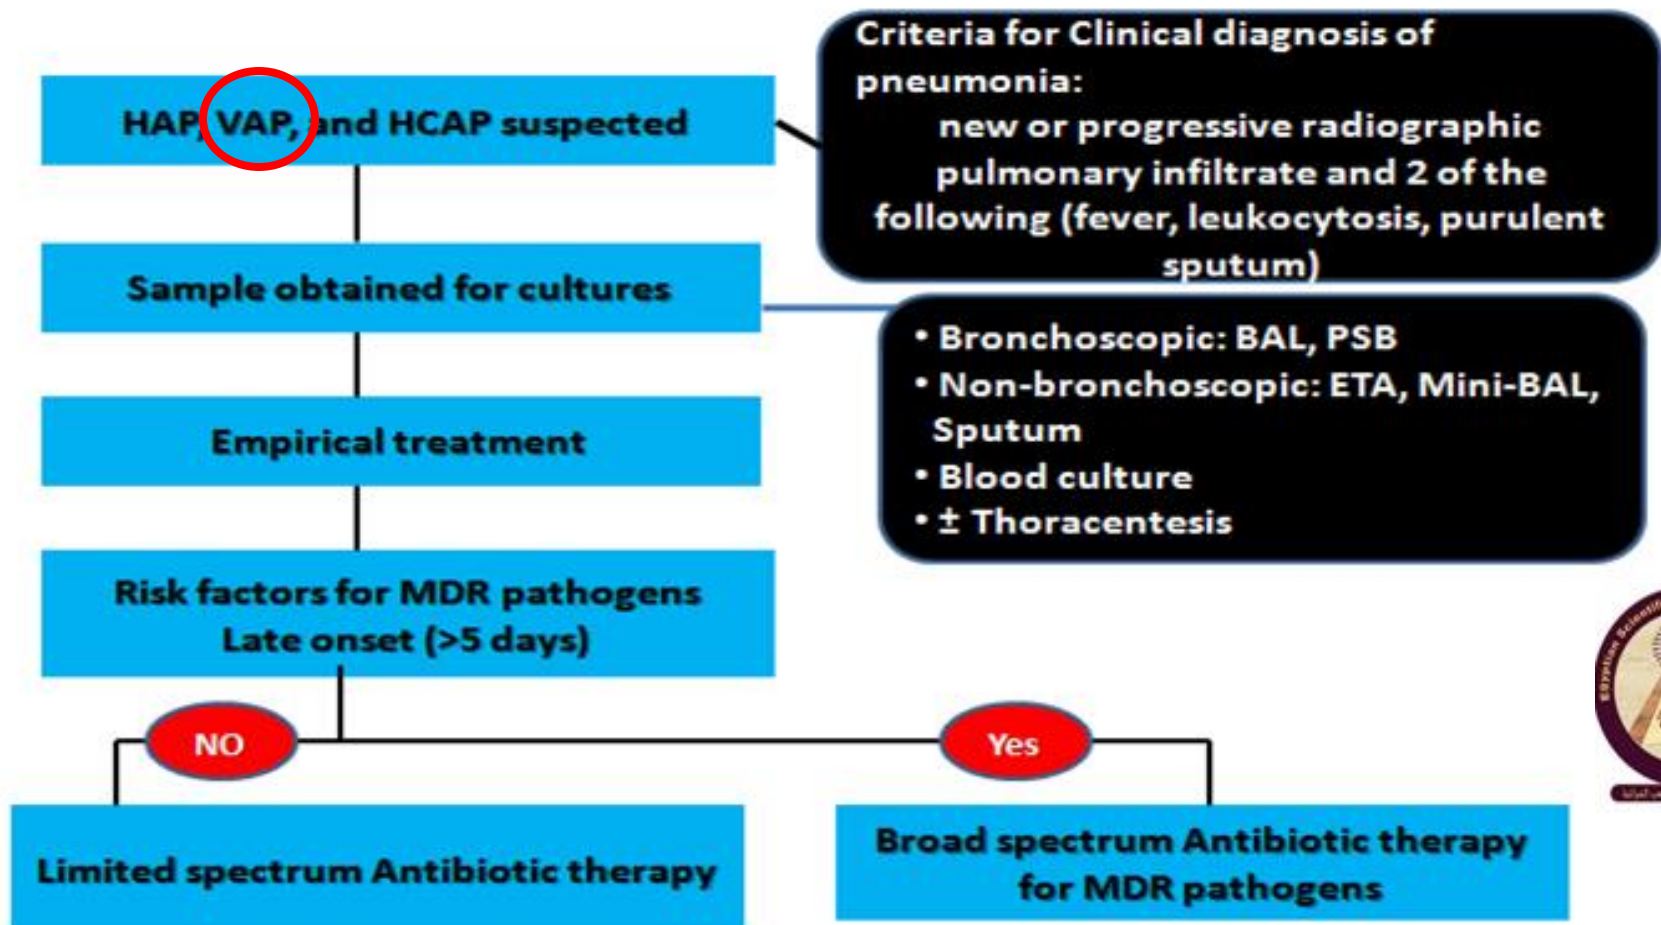 HAP, VAP, and HCAP suspected
Criteria for Clinical diagnosis of
pneumonia:
new or progressive radiographic
pulmonary infiltrate and 2 of the
following (fever, leukocytosis, purulent
sputum)
Sample obtained for cultures
• Bronchoscopic: BAL, PSB
• Non-bronchoscopic: ETA, Mini-BAL,
Sputum
• Blood culture
• ± Thoracentesis
Empirical treatment
Risk factors for MDR pathogens
Late onset (>5 days)
NO
Yes
Limited spectrum Antibiotic therapy
Broad spectrum Antibiotic therapy
for MDR pathogens
Egyptian